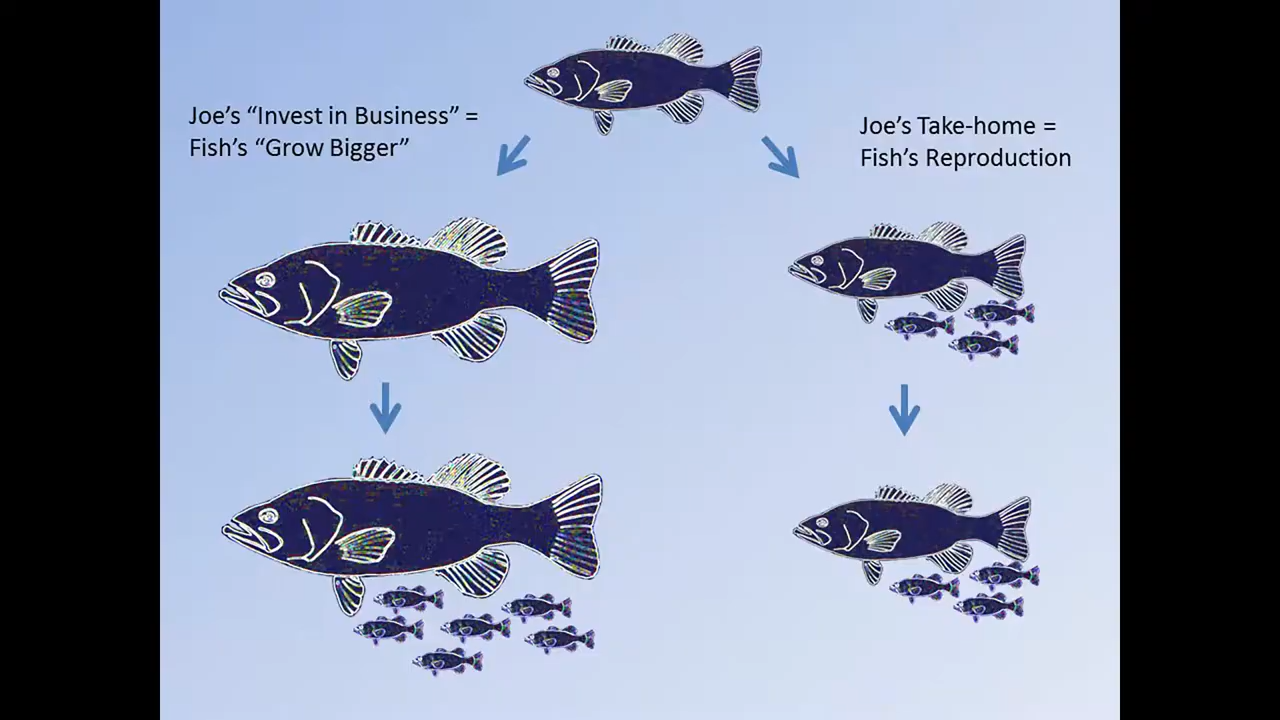 Joe’s “Invest in Business” =
Fish’s “Grow Bigger”
Joe’s Take-home =
Fish’s Reproduction